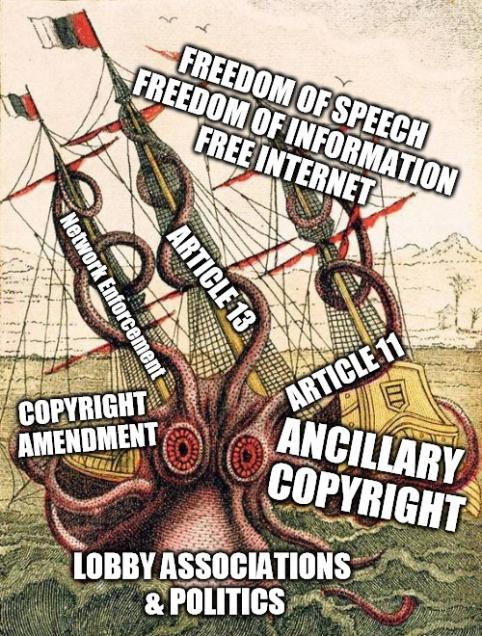 FREEDOM OF SPEECH
FREEDOM OF INFORMATION
FREE INTERNET
Network Enforcement
ARTICLE 13
ARTICLE 11
COPYRIGHT
AMENDMENT
ANCILLARY
COPYRIGHT
LOBBY ASSOCIATIONS
& POLITICS